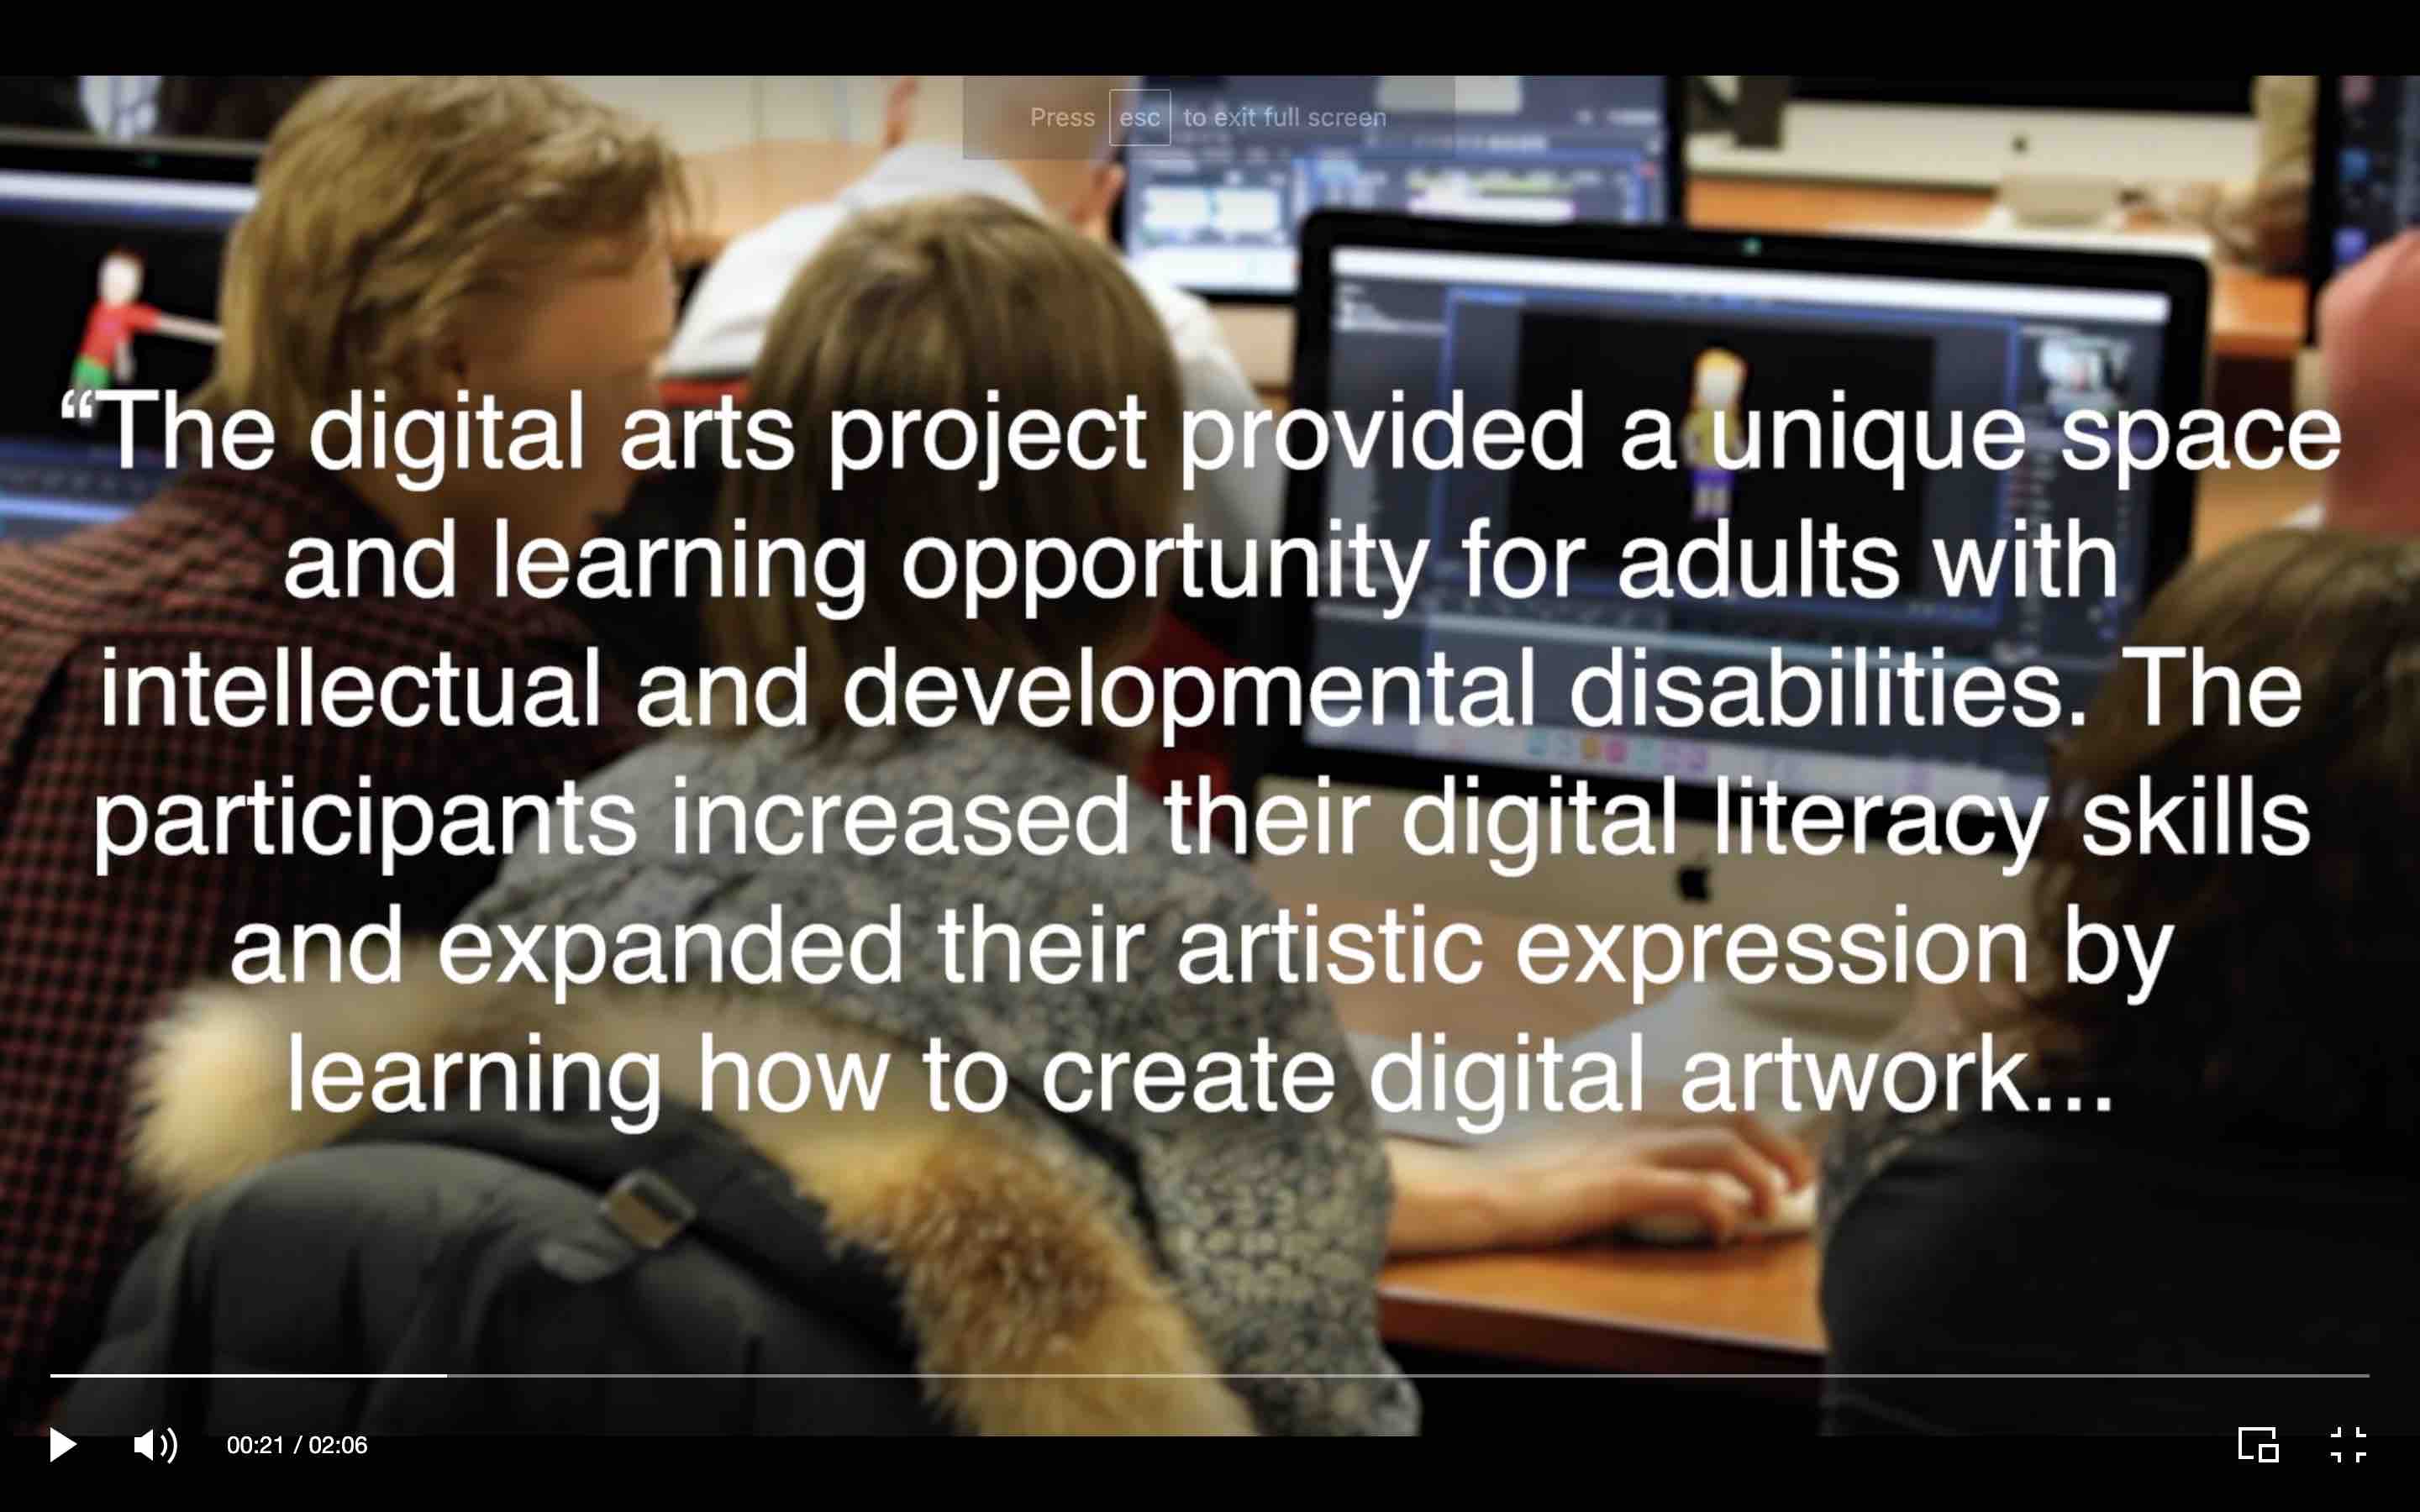 Press esc to exit full screen
“The digital arts project provided a unique space
and learning opportunity for adults with
intellectual and developmental disabilities. The
participants increased their digital literacy skills
and expanded their artistic expression by
learning how to create digital artwork...
00:21 / 02:06